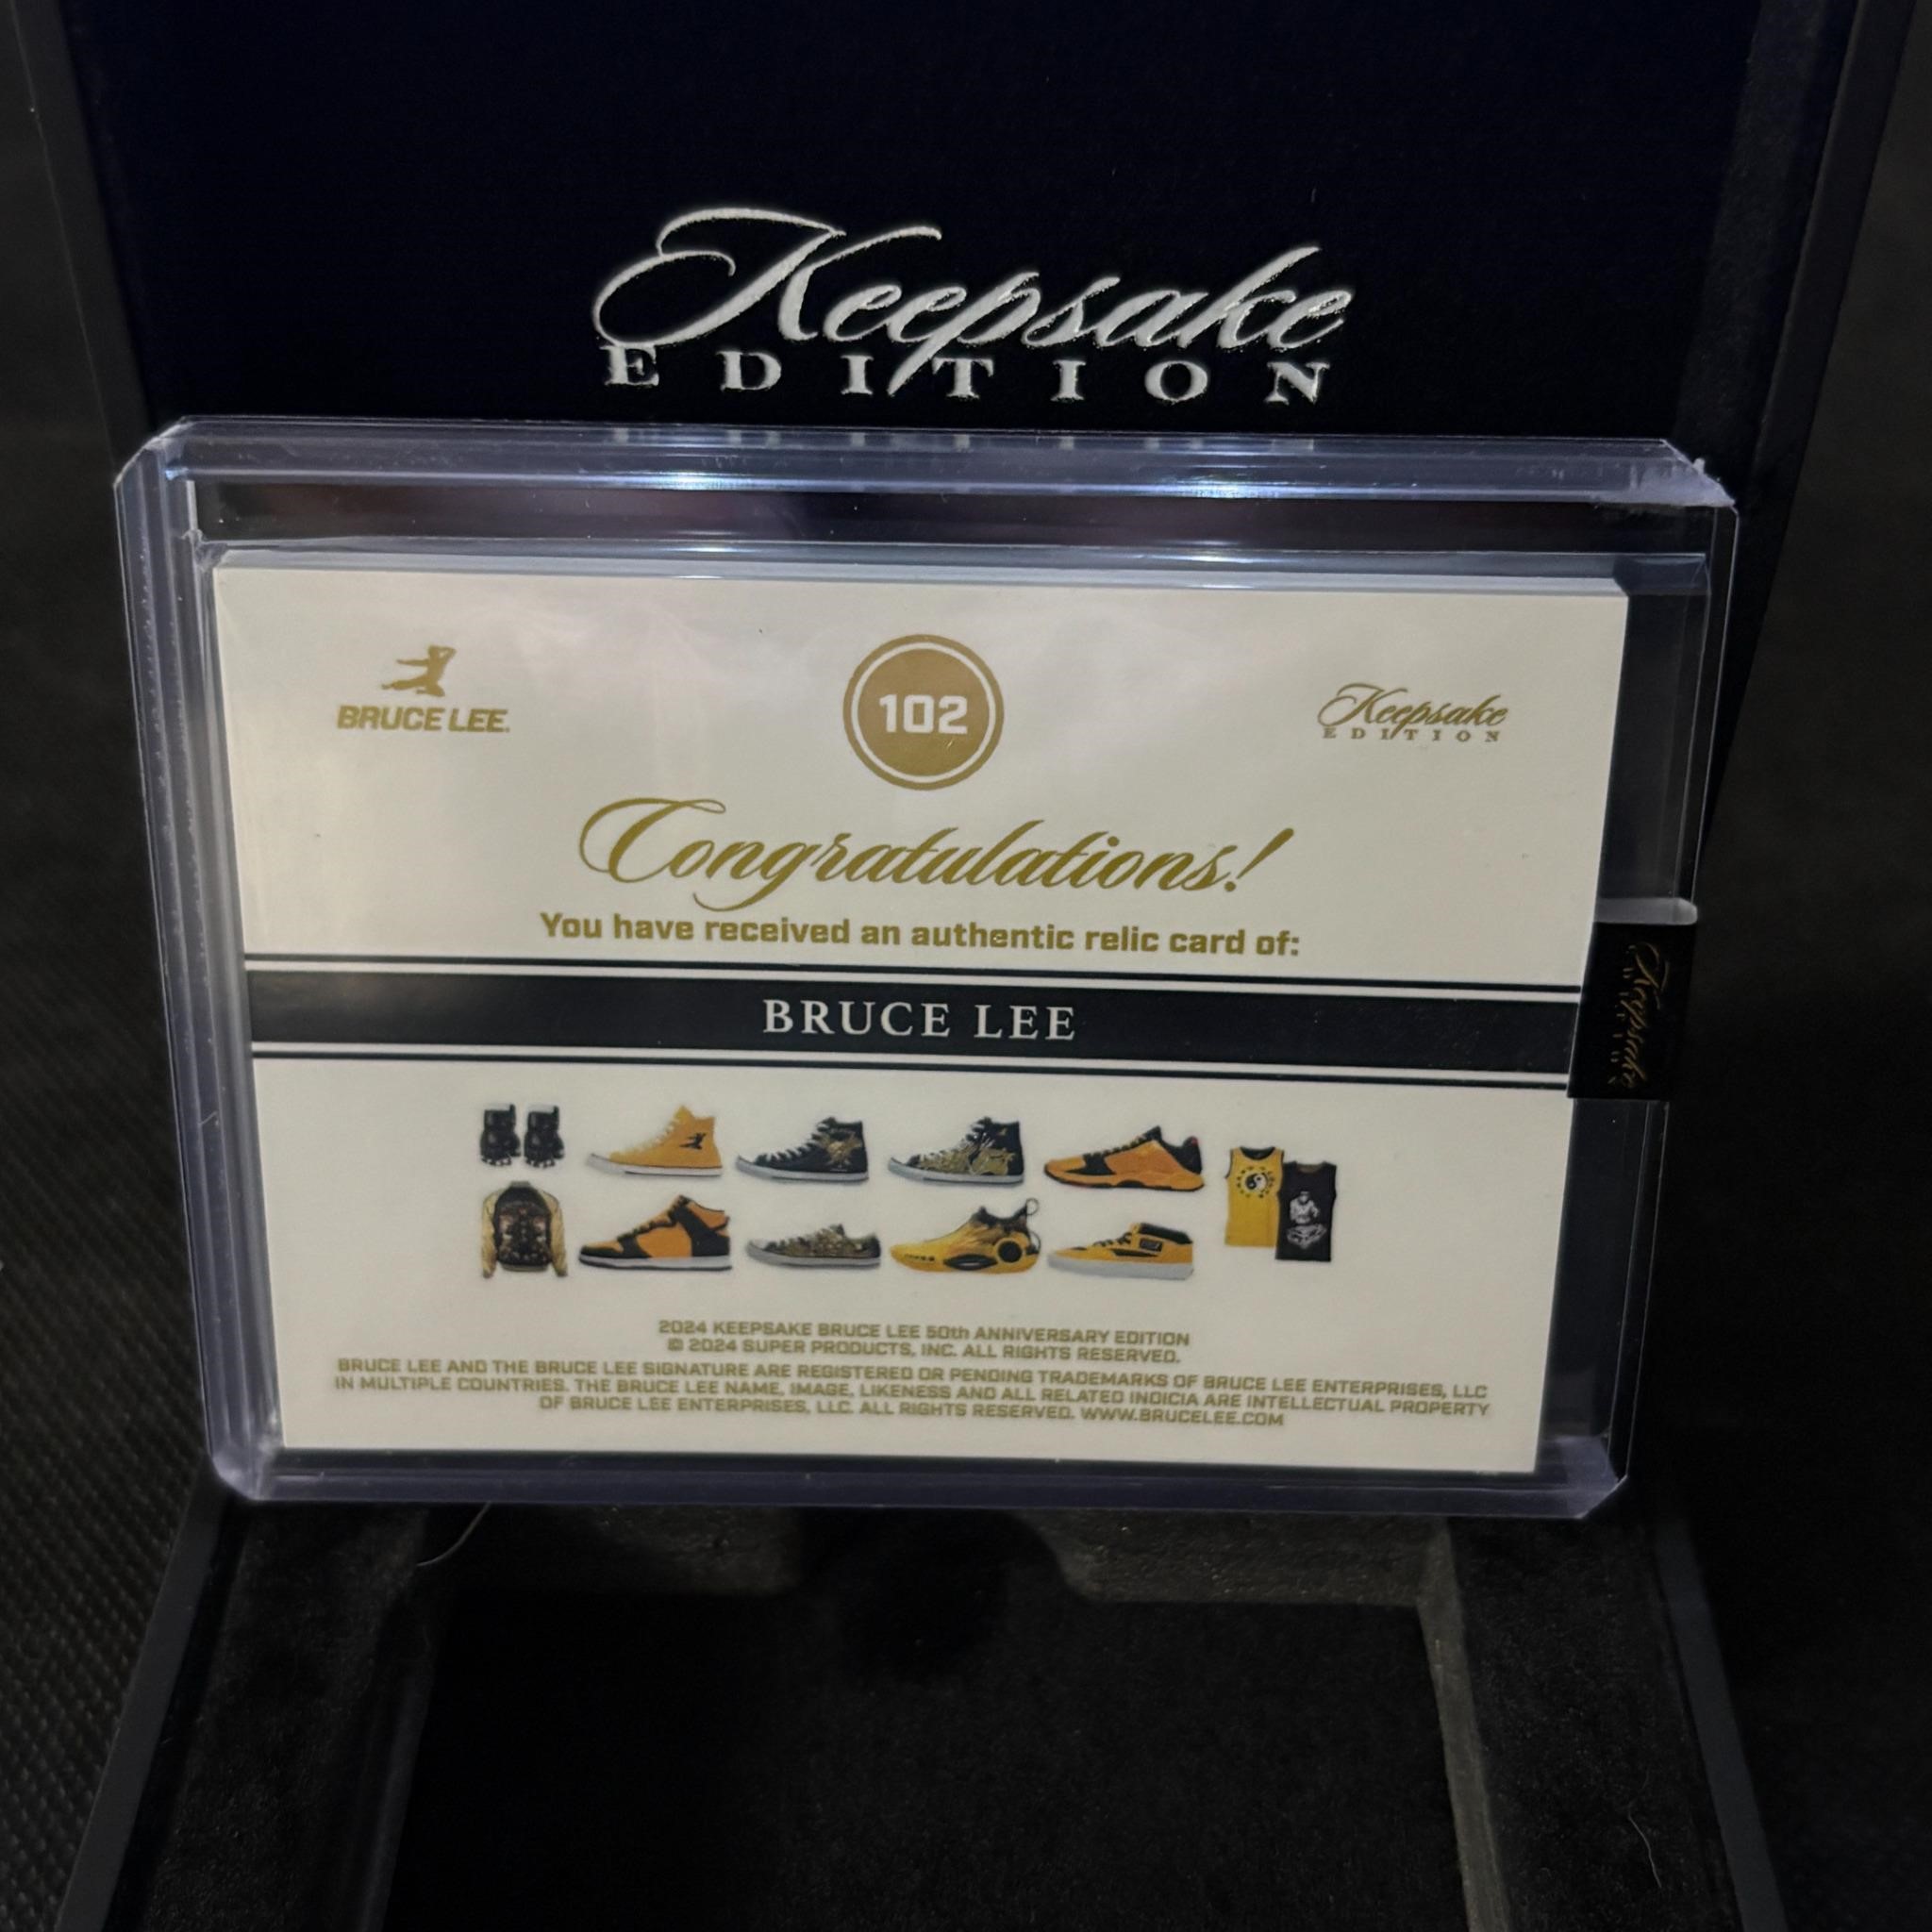 Keepsake
EDITION
BRUCE LEE
102
Keepsake
EDITION
Congratulations!
You have received an authentic relic card of:
BRUCE LEE
Keepsake
EDITION
2024 KEEPSAKE BRUCE LEE 50th ANNIVERSARY EDITION
© 2024 SUPER PRODUCTS, INC. ALL RIGHTS RESERVED.
BRUCE LEE AND THE BRUCE LEE SIGNATURE ARE REGISTERED OR PENDING TRADEMARKS OF BRUCE LEE ENTERPRISES, LLC
IN MULTIPLE COUNTRIES. THE BRUCE LEE NAME, IMAGE, LIKENESS AND ALL RELATED INDICIA ARE INTELLECTUAL PROPERTY
OF BRUCE LEE ENTERPRISES, LLC. ALL RIGHTS RESERVED. WWW.BRUCELEE.COM